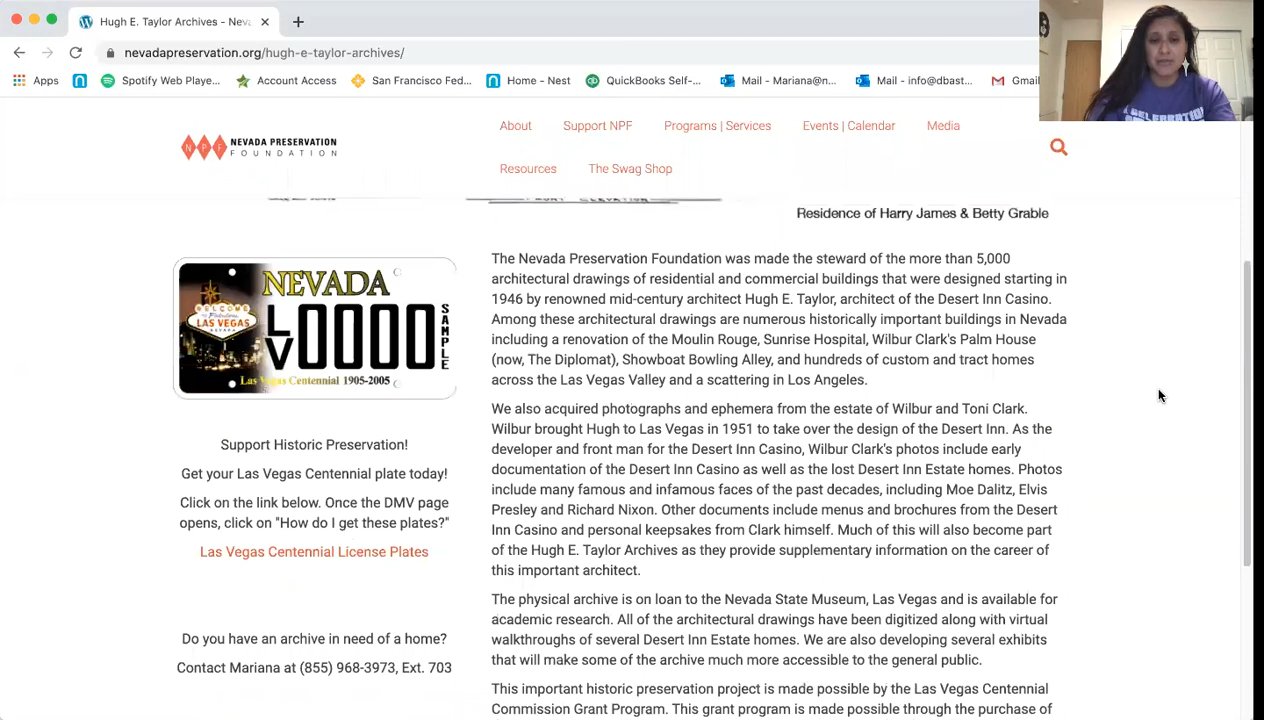 Hugh E. Taylor Archives - Neva
nevadapreservation.org/hugh-e-taylor-archives/
Apps
Spotify Web Playe...
Account Access
San Francisco Fed...
Home - Nest
QuickBooks Self-...
Mail - Mariana@n...
Mail - info@dbast...
Gmail
NPF
NEVADA PRESERVATION
FOUNDATION
About
Support NPF
Programs | Services
Events | Calendar
Media
Resources
The Swag Shop
A CELEBRATION
Residence of Harry James & Betty Grable
NEVADA
WELCOME
TO Fabulous
LAS VEGAS
NEVADA
LV0000
SAMPLE
Las Vegas Centennial 1905-2005
Support Historic Preservation!
Get your Las Vegas Centennial plate today!
Click on the link below. Once the DMV page
opens, click on "How do I get these plates?"
Las Vegas Centennial License Plates
Do you have an archive in need of a home?
Contact Mariana at (855) 968-3973, Ext. 703
The Nevada Preservation Foundation was made the steward of the more than 5,000
architectural drawings of residential and commercial buildings that were designed starting in
1946 by renowned mid-century architect Hugh E. Taylor, architect of the Desert Inn Casino.
Among these architectural drawings are numerous historically important buildings in Nevada
including a renovation of the Moulin Rouge, Sunrise Hospital, Wilbur Clark's Palm House
(now, The Diplomat), Showboat Bowling Alley, and hundreds of custom and tract homes
across the Las Vegas Valley and a scattering in Los Angeles.
We also acquired photographs and ephemera from the estate of Wilbur and Toni Clark.
Wilbur brought Hugh to Las Vegas in 1951 to take over the design of the Desert Inn. As the
developer and front man for the Desert Inn Casino, Wilbur Clark's photos include early
documentation of the Desert Inn Casino as well as the lost Desert Inn Estate homes. Photos
include many famous and infamous faces of the past decades, including Moe Dalitz, Elvis
Presley and Richard Nixon. Other documents include menus and brochures from the Desert
Inn Casino and personal keepsakes from Clark himself. Much of this will also become part
of the Hugh E. Taylor Archives as they provide supplementary information on the career of
this important architect.
The physical archive is on loan to the Nevada State Museum, Las Vegas and is available for
academic research. All of the architectural drawings have been digitized along with virtual
walkthroughs of several Desert Inn Estate homes. We are also developing several exhibits
that will make some of the archive much more accessible to the general public.
This important historic preservation project is made possible by the Las Vegas Centennial
Commission Grant Program. This grant program is made possible through the purchase of